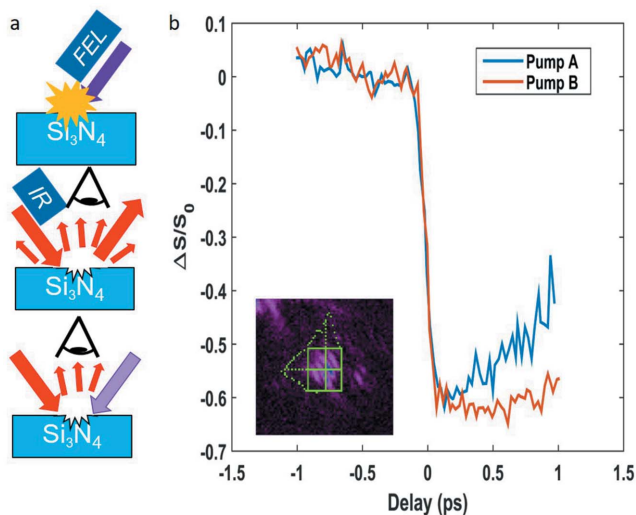 a
FEL
Si3N4
IR
Si3N4
Si3N4
b
0.1
0
-0.1
-0.2
-0.3
-0.4
-0.5
-0.6
-0.7
ΔS/S0
Pump A
Pump B
-1.5
-1
-0.5
0
0.5
1
1.5
Delay (ps)